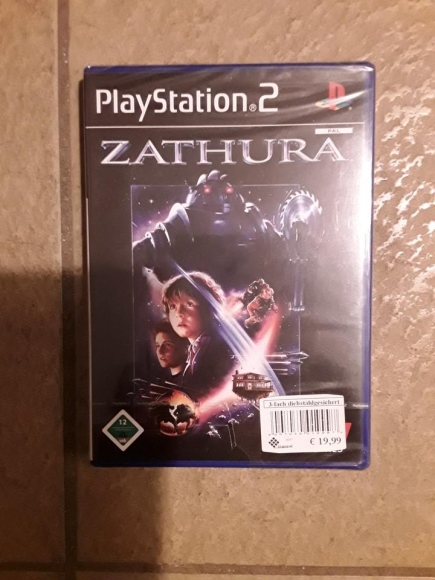 PlayStation®2
PAL
ZATHURA
3-fach diebstahlgesichert
12
€ 19,99